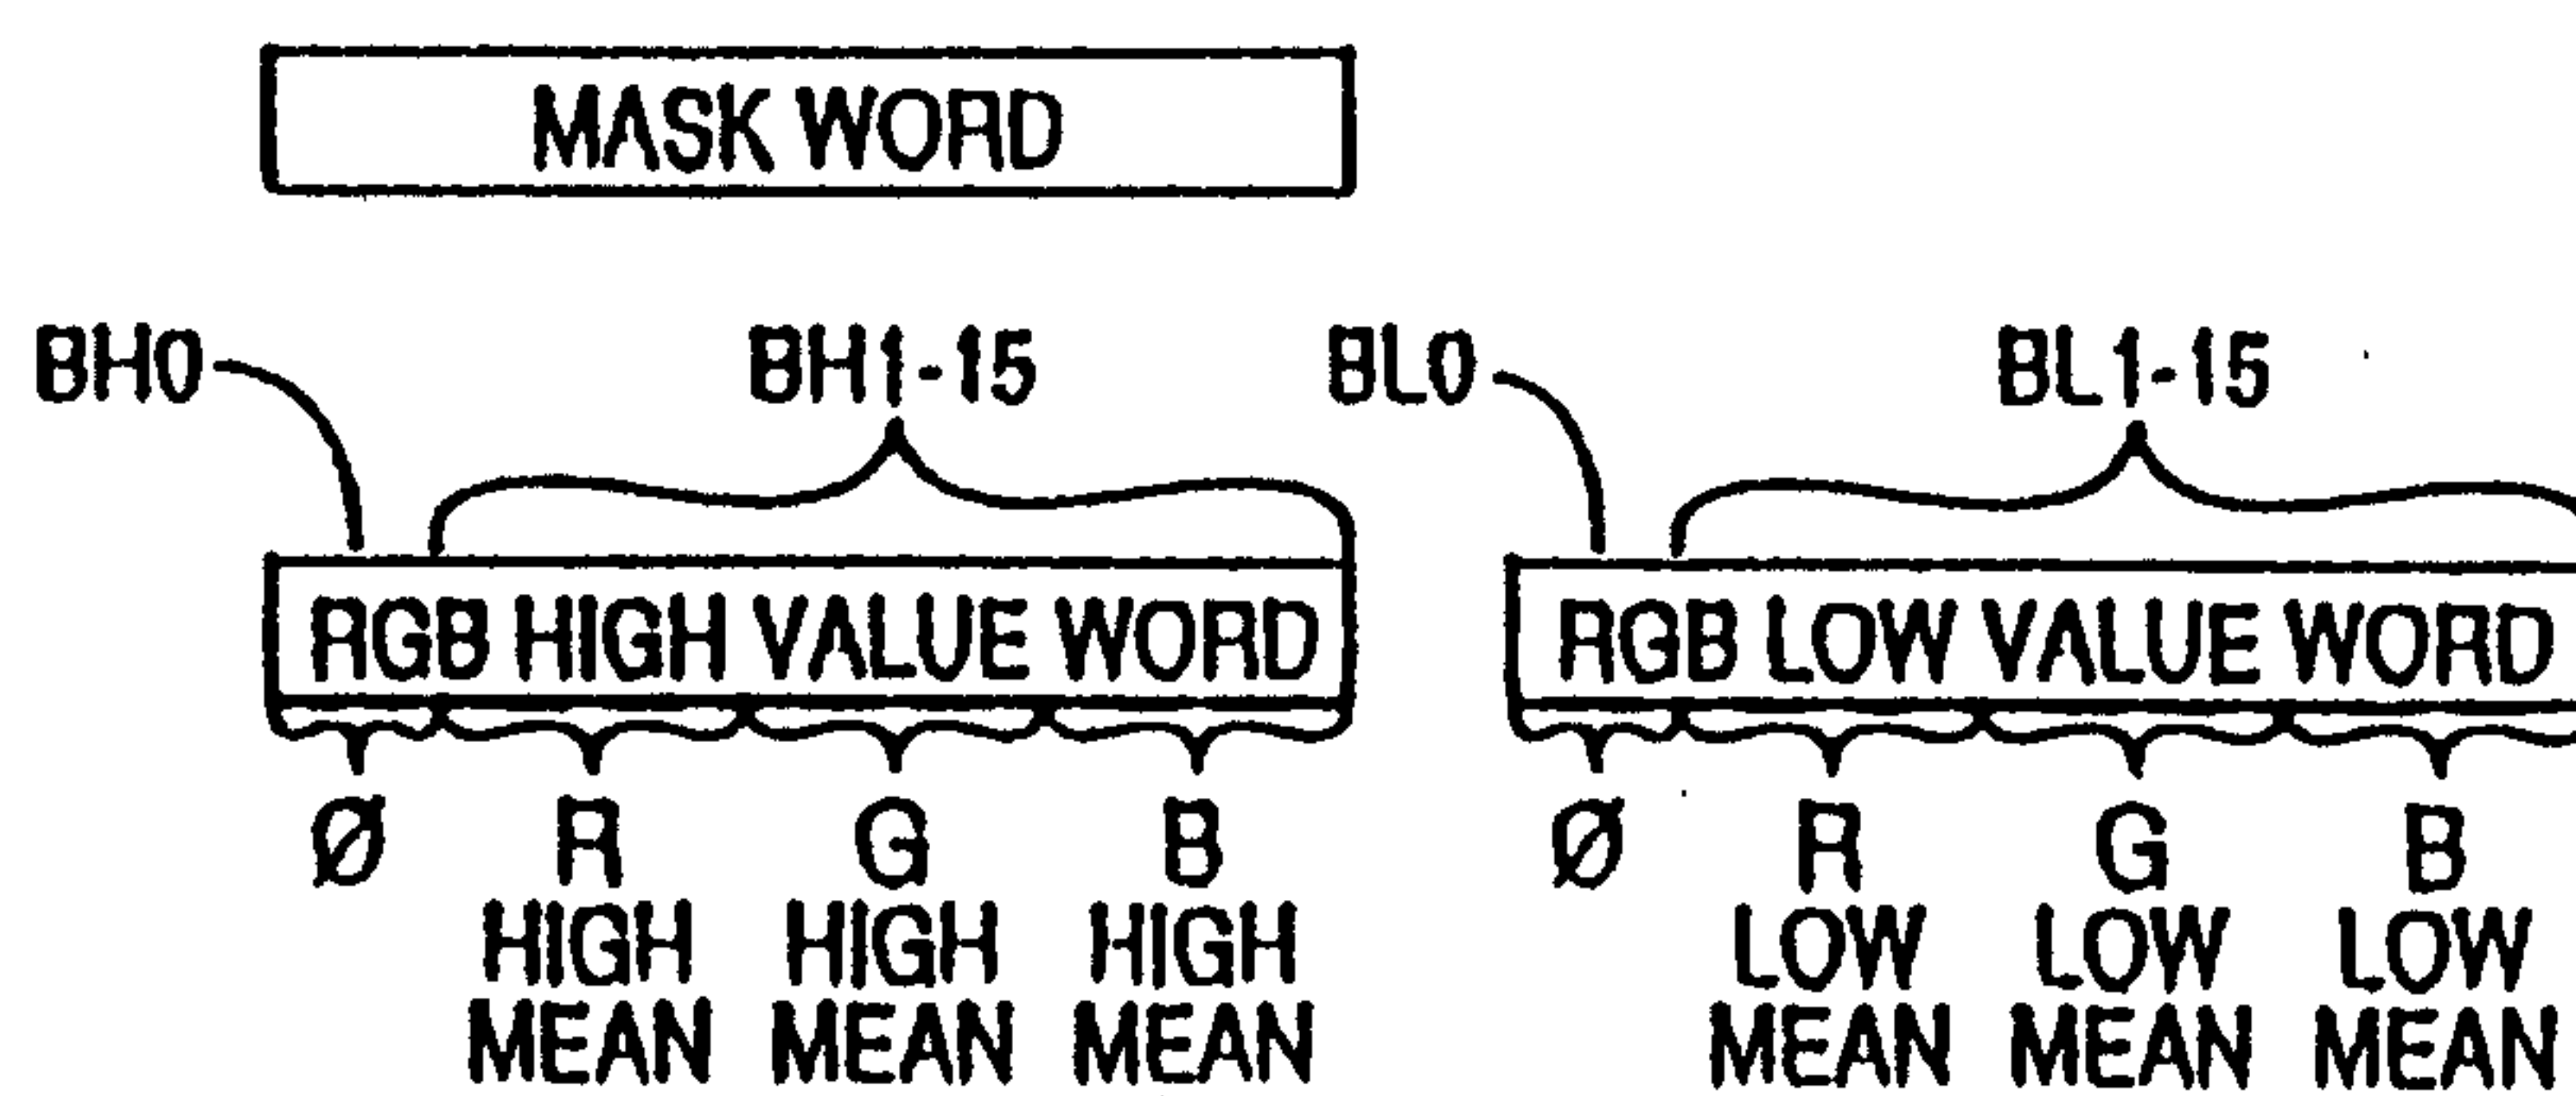 MASK WORD
BH0 BH1-15 BL0 BL1-15
RGB HIGH VALUE WORD RGB LOW VALUE WORD
Ø R G B Ø R G B
HIGH HIGH HIGH LOW LOW LOW
MEAN MEAN MEAN MEAN MEAN MEAN